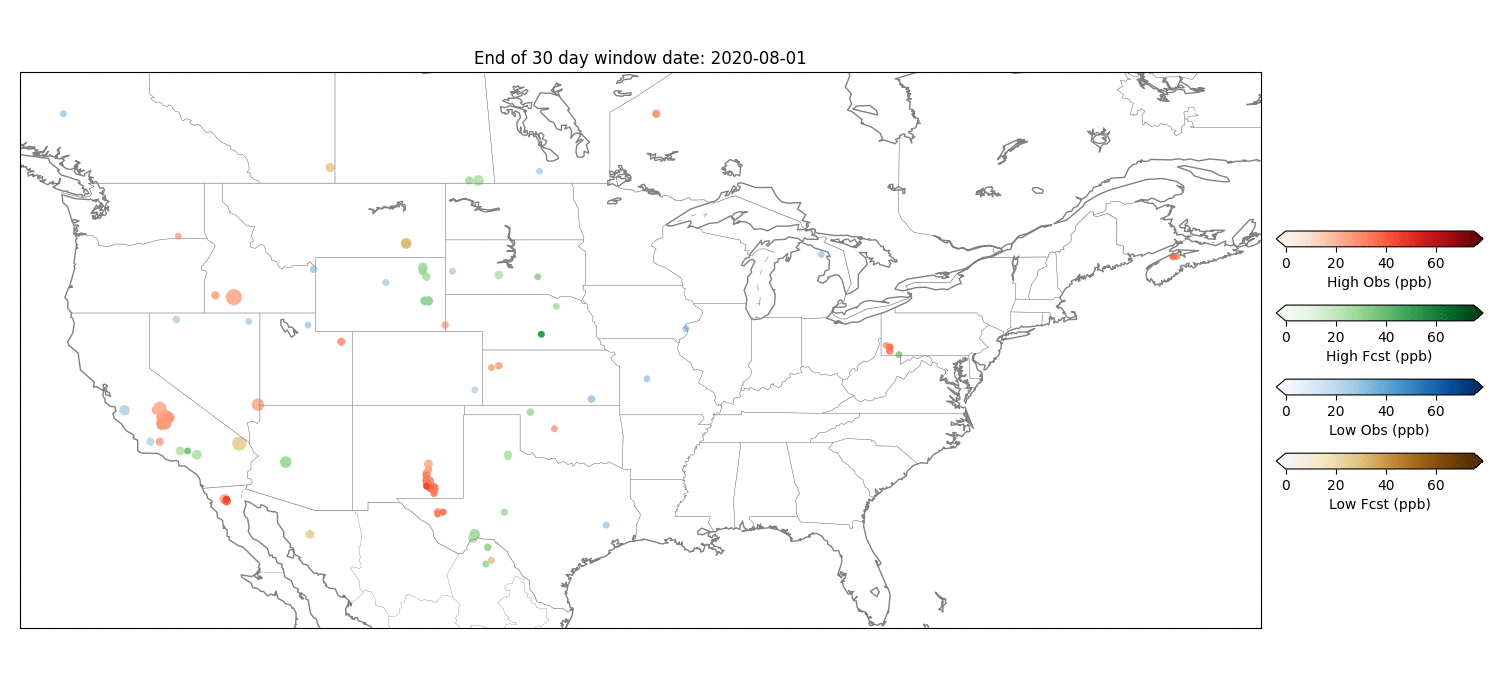 End of 30 day window date: 2020-08-01
0 20 40 60
High Obs (ppb)
0 20 40 60
High Fcst (ppb)
0 20 40 60
Low Obs (ppb)
0 20 40 60
Low Fcst (ppb)